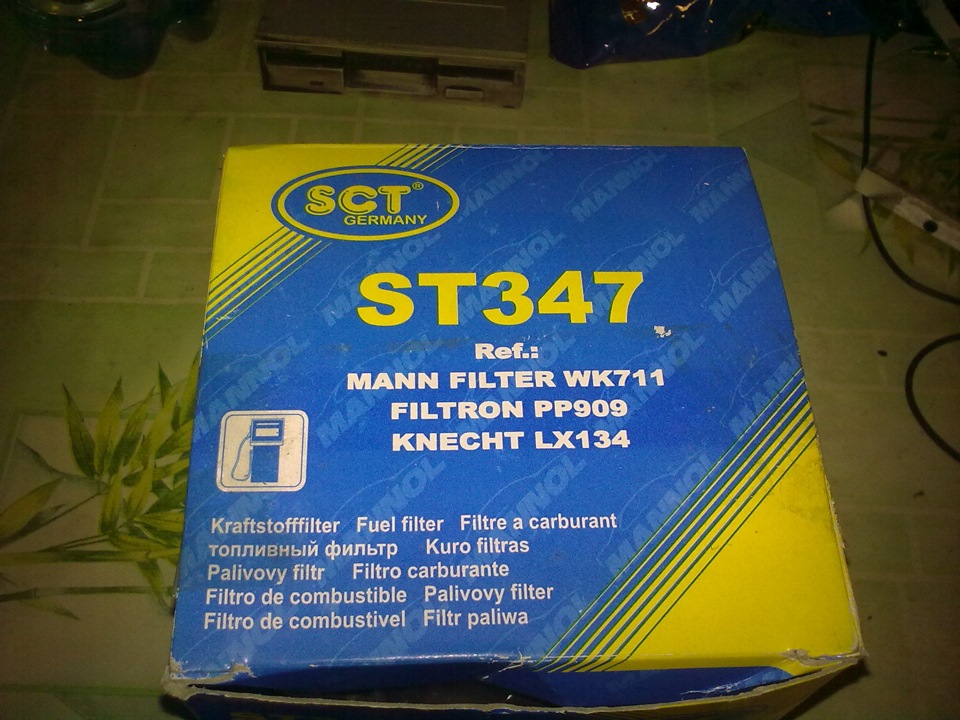 SCT®
GERMANY
ST347
Ref.:
MANN FILTER WK711
FILTRON PP909
KNECHT LX134
Kraftstofffilter Fuel filter Filtre a carburant
топливный фильтр Kuro filtras
Palivovy filtr Filtro carburante
Filtro de combustible Palivovy filter
Filtro de combustivel Filtr paliwa
MANNOL